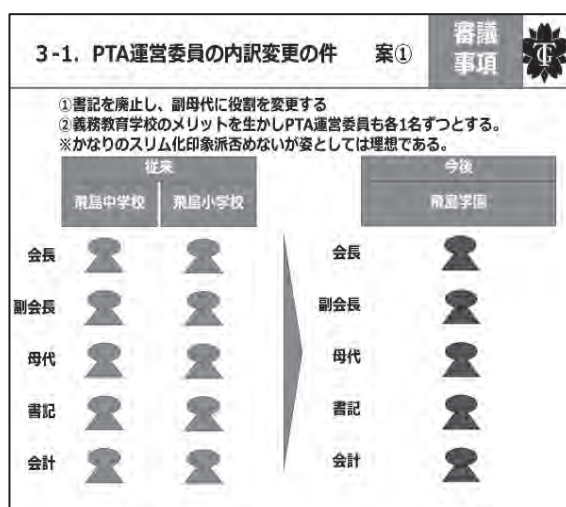 3-1. PTA運営委員の内訳変更の件 案①
審議
事項
①書記を廃止し、副母代に役割を変更する
②義務教育学校のメリットを生かしPTA運営委員も各1名ずつとする。
※かなりのスリム化印象派否めないが姿としては理想である。
従来
飛島中学校 飛島小学校
今後
飛島学園
会長
副会長
母代
書記
会計
会長
副会長
母代
書記
会計